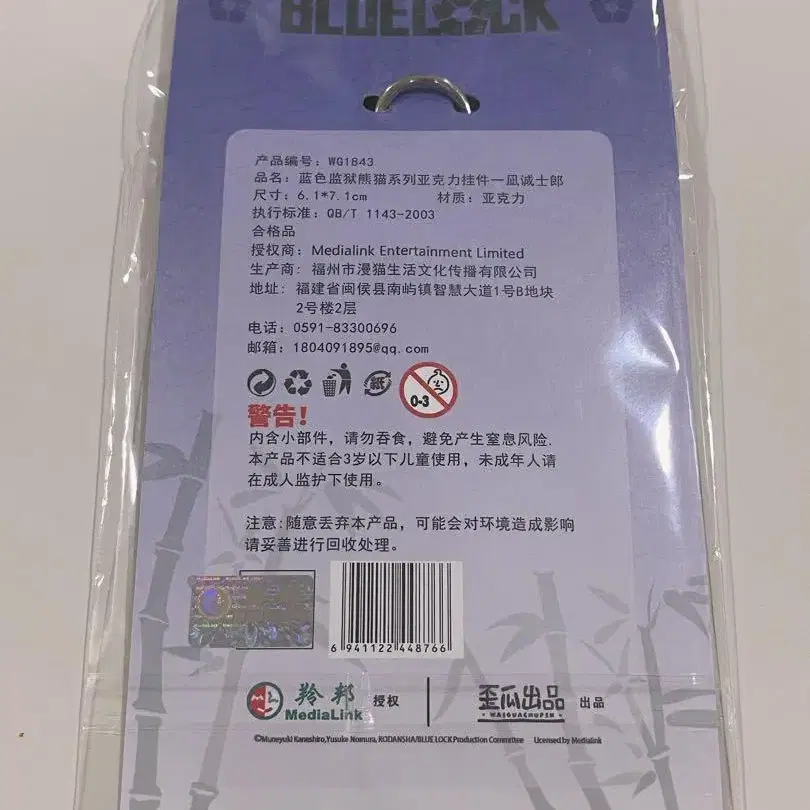 BLUELOCK
产品编号：WG1843
品名：蓝色监狱熊猫系列亚克力挂件一凪诚士郎
尺寸：6.1*7.1cm 材质：亚克力
执行标准：QB/T 1143-2003
合格品
授权商：Medialink Entertainment Limited
生产商：福州市漫猫生活文化传播有限公司
地址：福建省闽侯县南屿镇智慧大道1号B地块
2号楼2层
电话：0591-83300696
邮箱：1804091895@qq.com
紙
0-3
警告！
内含小部件，请勿吞食，避免产生窒息风险.
本产品不适合3岁以下儿童使用，未成年人请
在成人监护下使用。
注意:随意丢弃本产品，可能会对环境造成影响
请妥善进行回收处理。
6 941122 448766
羚邦 授权
MediaLink
歪瓜出品 出品
WAIGUACHUPIN
©Muneyuki Kaneshiro,Yusuke Nomura, KODANSHA/BLUE LOCK Production Committee Licensed by Medialink